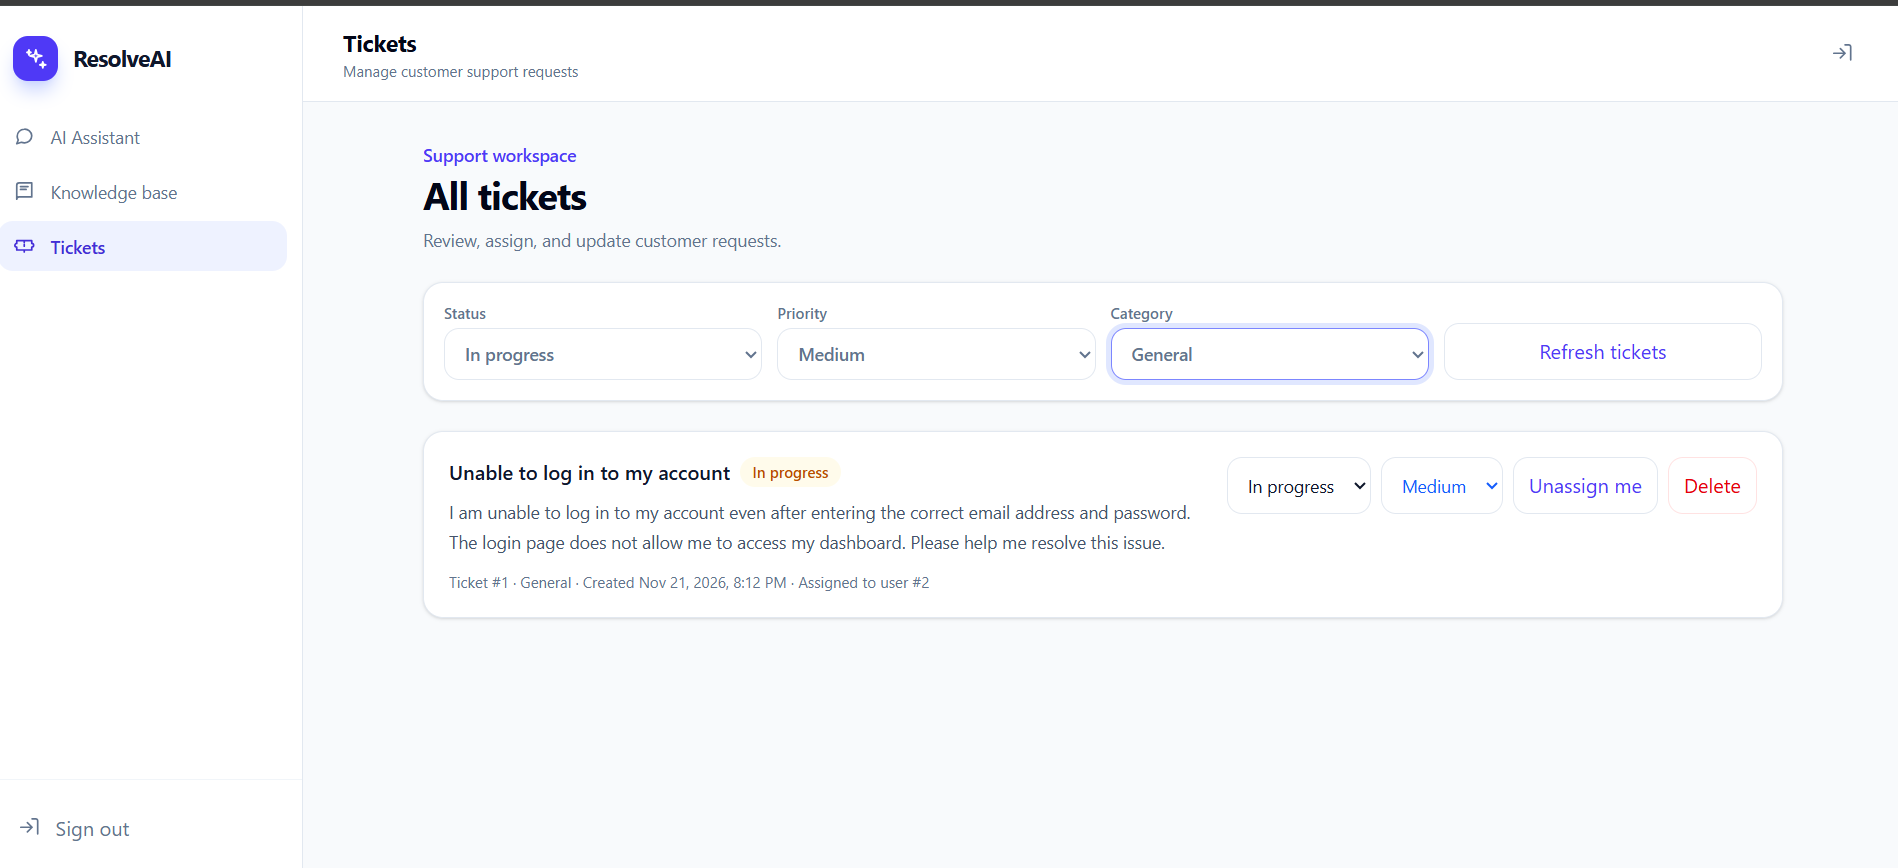 ResolveAI
AI Assistant
Knowledge base
Tickets
Sign out
Tickets
Manage customer support requests
Support workspace
All tickets
Review, assign, and update customer requests.
Status
In progress
Priority
Medium
Category
General
Refresh tickets
Unable to log in to my account In progress
I am unable to log in to my account even after entering the correct email address and password.
The login page does not allow me to access my dashboard. Please help me resolve this issue.
Ticket #1 · General · Created Nov 21, 2026, 8:12 PM · Assigned to user #2
In progress Medium Unassign me Delete